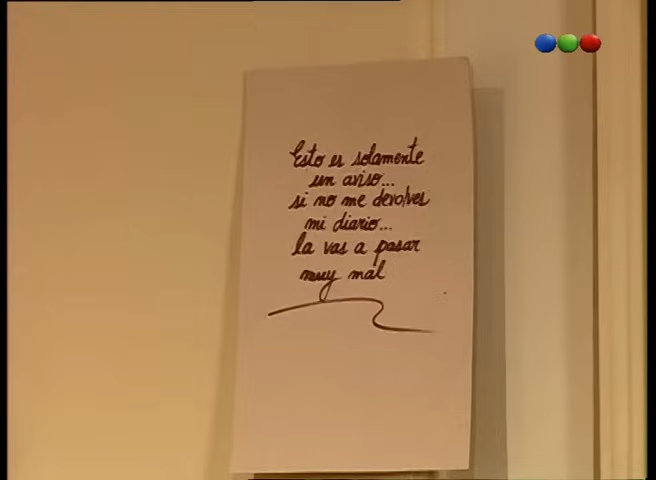 Esto es solamente
un aviso...
si no me devolves
mi diario...
la vas a pasar
muy mal